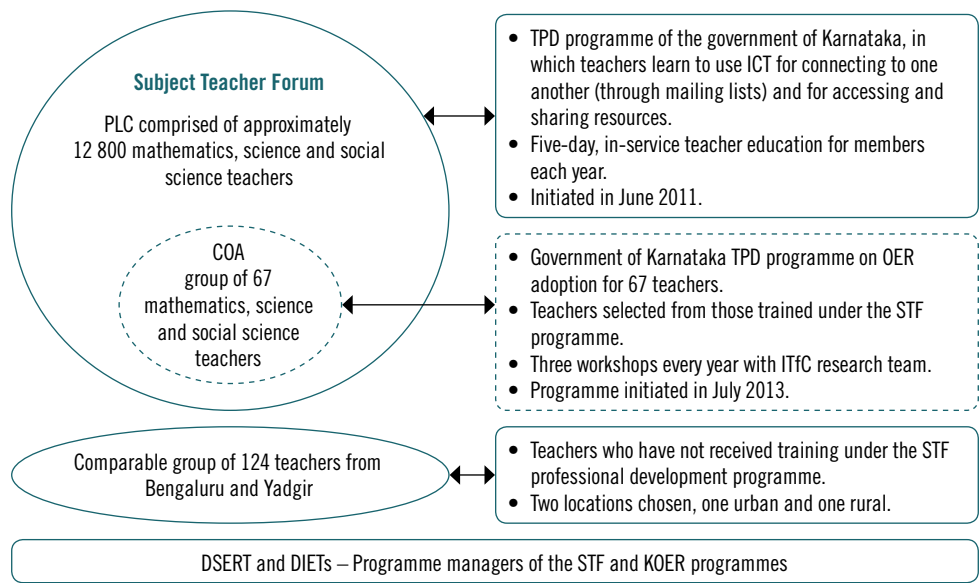 Subject Teacher Forum
PLC comprised of approximately
12 800 mathematics, science and social
science teachers
• TPD programme of the government of Karnataka, in
which teachers learn to use ICT for connecting to one
another (through mailing lists) and for accessing and
sharing resources.
• Five-day, in-service teacher education for members
each year.
• Initiated in June 2011.
COA
group of 67
mathematics, science
and social science
teachers
• Government of Karnataka TPD programme on OER
adoption for 67 teachers.
• Teachers selected from those trained under the STF
programme.
• Three workshops every year with ITfC research team.
• Programme initiated in July 2013.
Comparable group of 124 teachers from
Bengaluru and Yadgir
• Teachers who have not received training under the STF
professional development programme.
• Two locations chosen, one urban and one rural.
DSERT and DIETs – Programme managers of the STF and KOER programmes